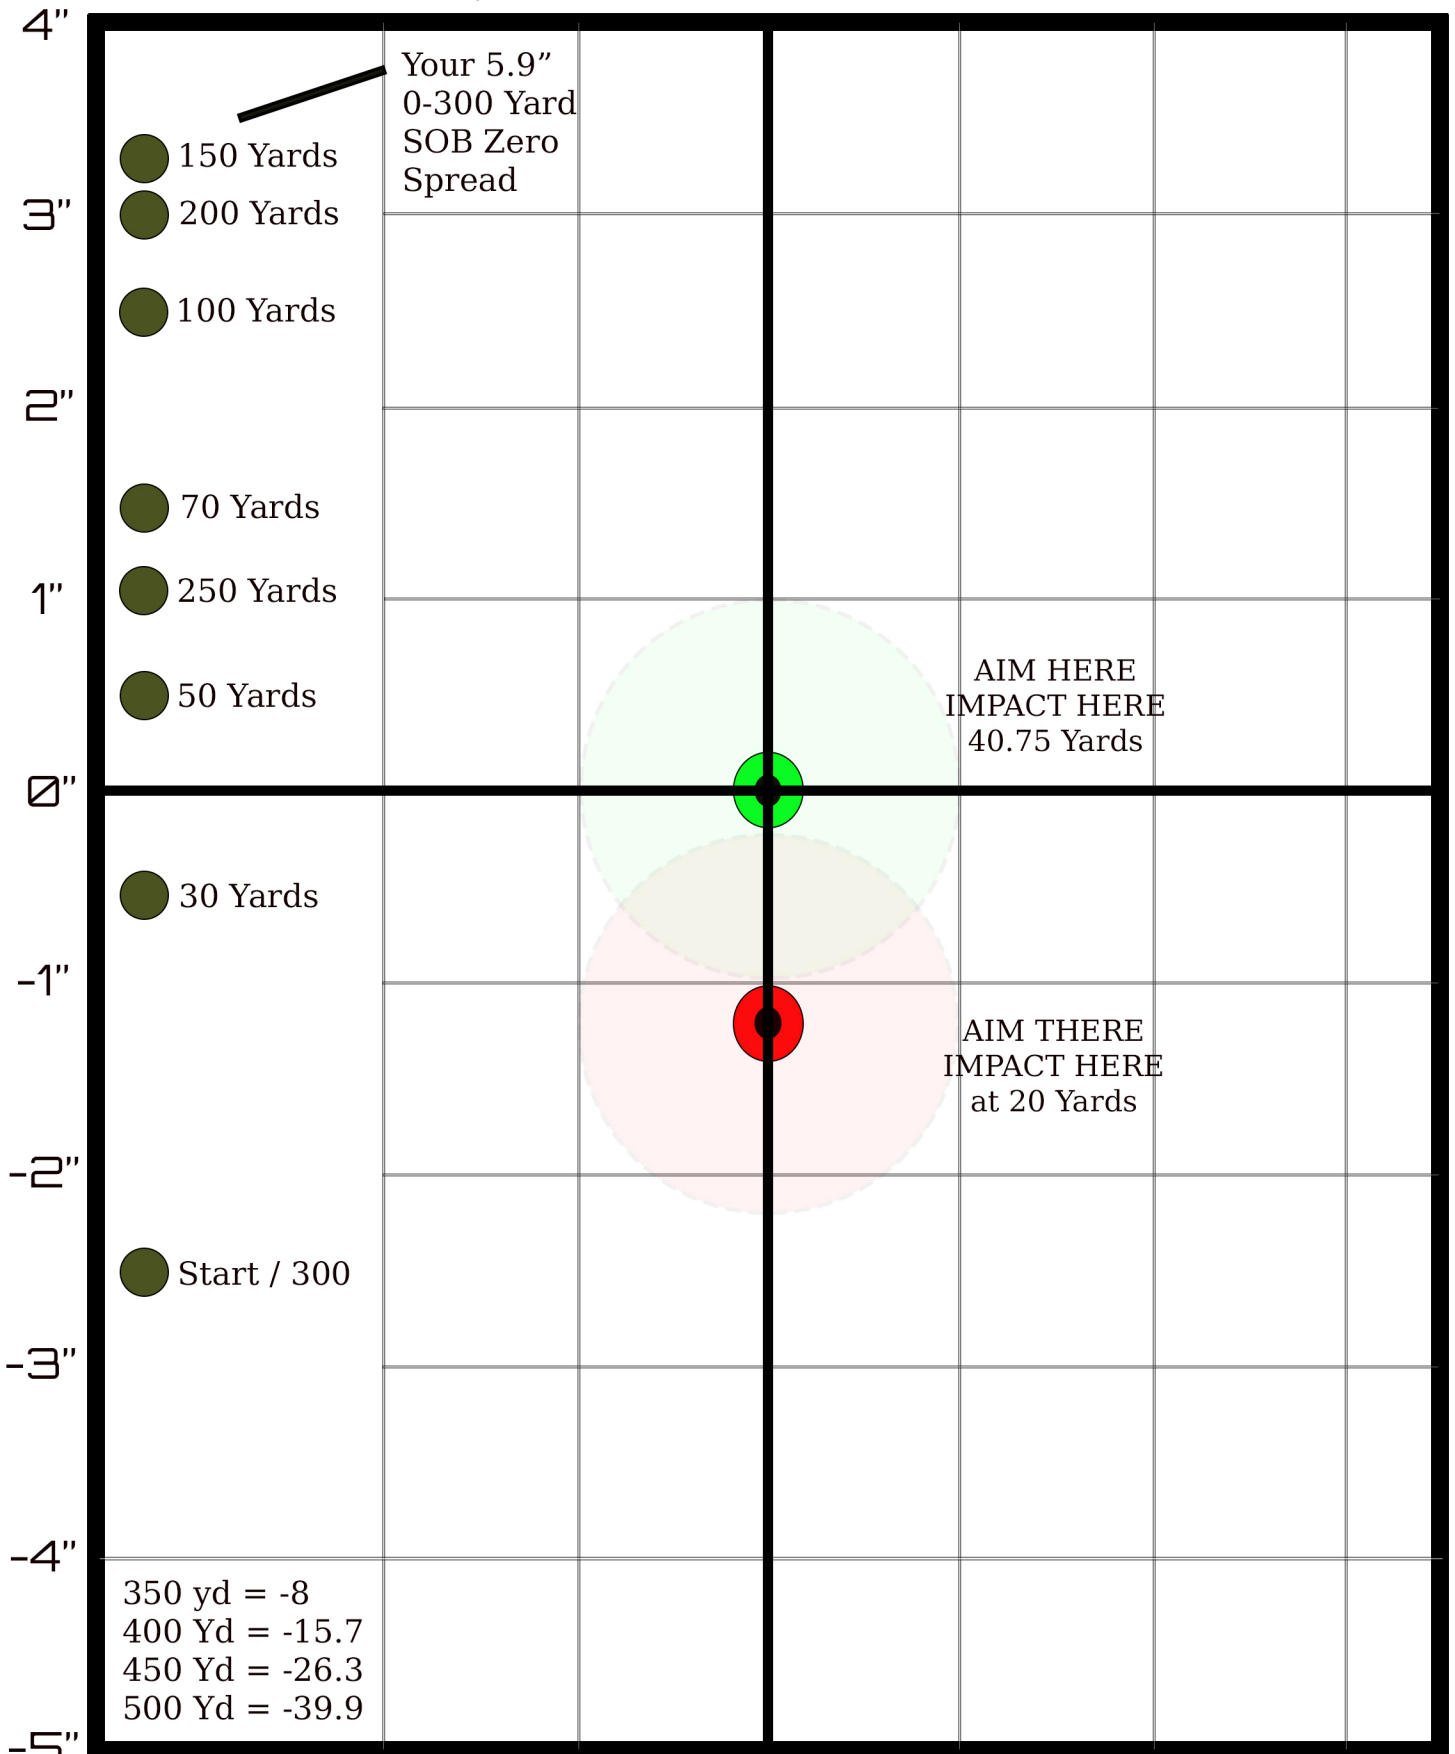 4”
Your 5.9”
0-300 Yard
SOB Zero
Spread
150 Yards
3”
200 Yards
100 Yards
2”
70 Yards
1”
250 Yards
AIM HERE
IMPACT HERE
40.75 Yards
50 Yards
0”
30 Yards
-1”
AIM THERE
IMPACT HERE
at 20 Yards
-2”
Start / 300
-3”
-4”
350 yd = -8
400 Yd = -15.7
450 Yd = -26.3
500 Yd = -39.9
-5”